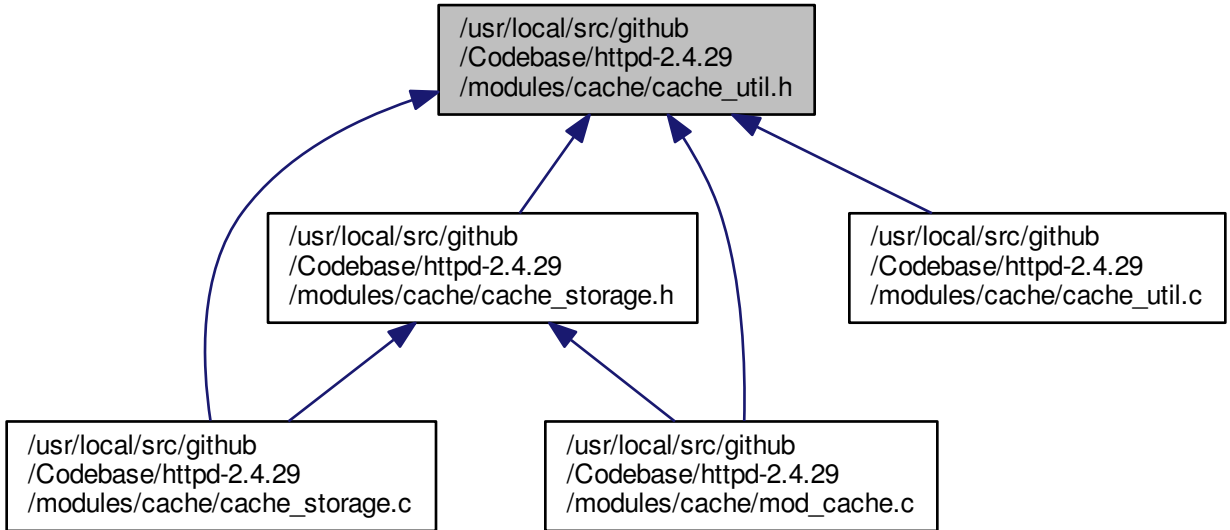 /usr/local/src/github
/Codebase/httpd-2.4.29
/modules/cache/cache_util.h
/usr/local/src/github
/Codebase/httpd-2.4.29
/modules/cache/cache_storage.h
/usr/local/src/github
/Codebase/httpd-2.4.29
/modules/cache/cache_util.c
/usr/local/src/github
/Codebase/httpd-2.4.29
/modules/cache/cache_storage.c
/usr/local/src/github
/Codebase/httpd-2.4.29
/modules/cache/mod_cache.c